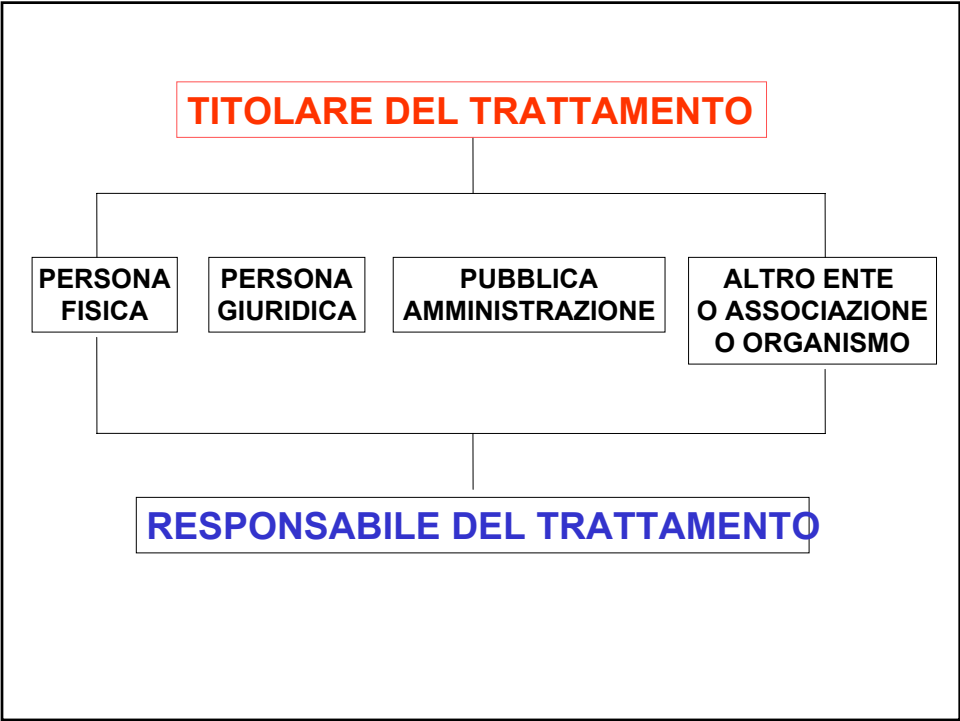 TITOLARE DEL TRATTAMENTO
PERSONA
FISICA
PERSONA
GIURIDICA
PUBBLICA
AMMINISTRAZIONE
ALTRO ENTE
O ASSOCIAZIONE
O ORGANISMO
RESPONSABILE DEL TRATTAMENTO